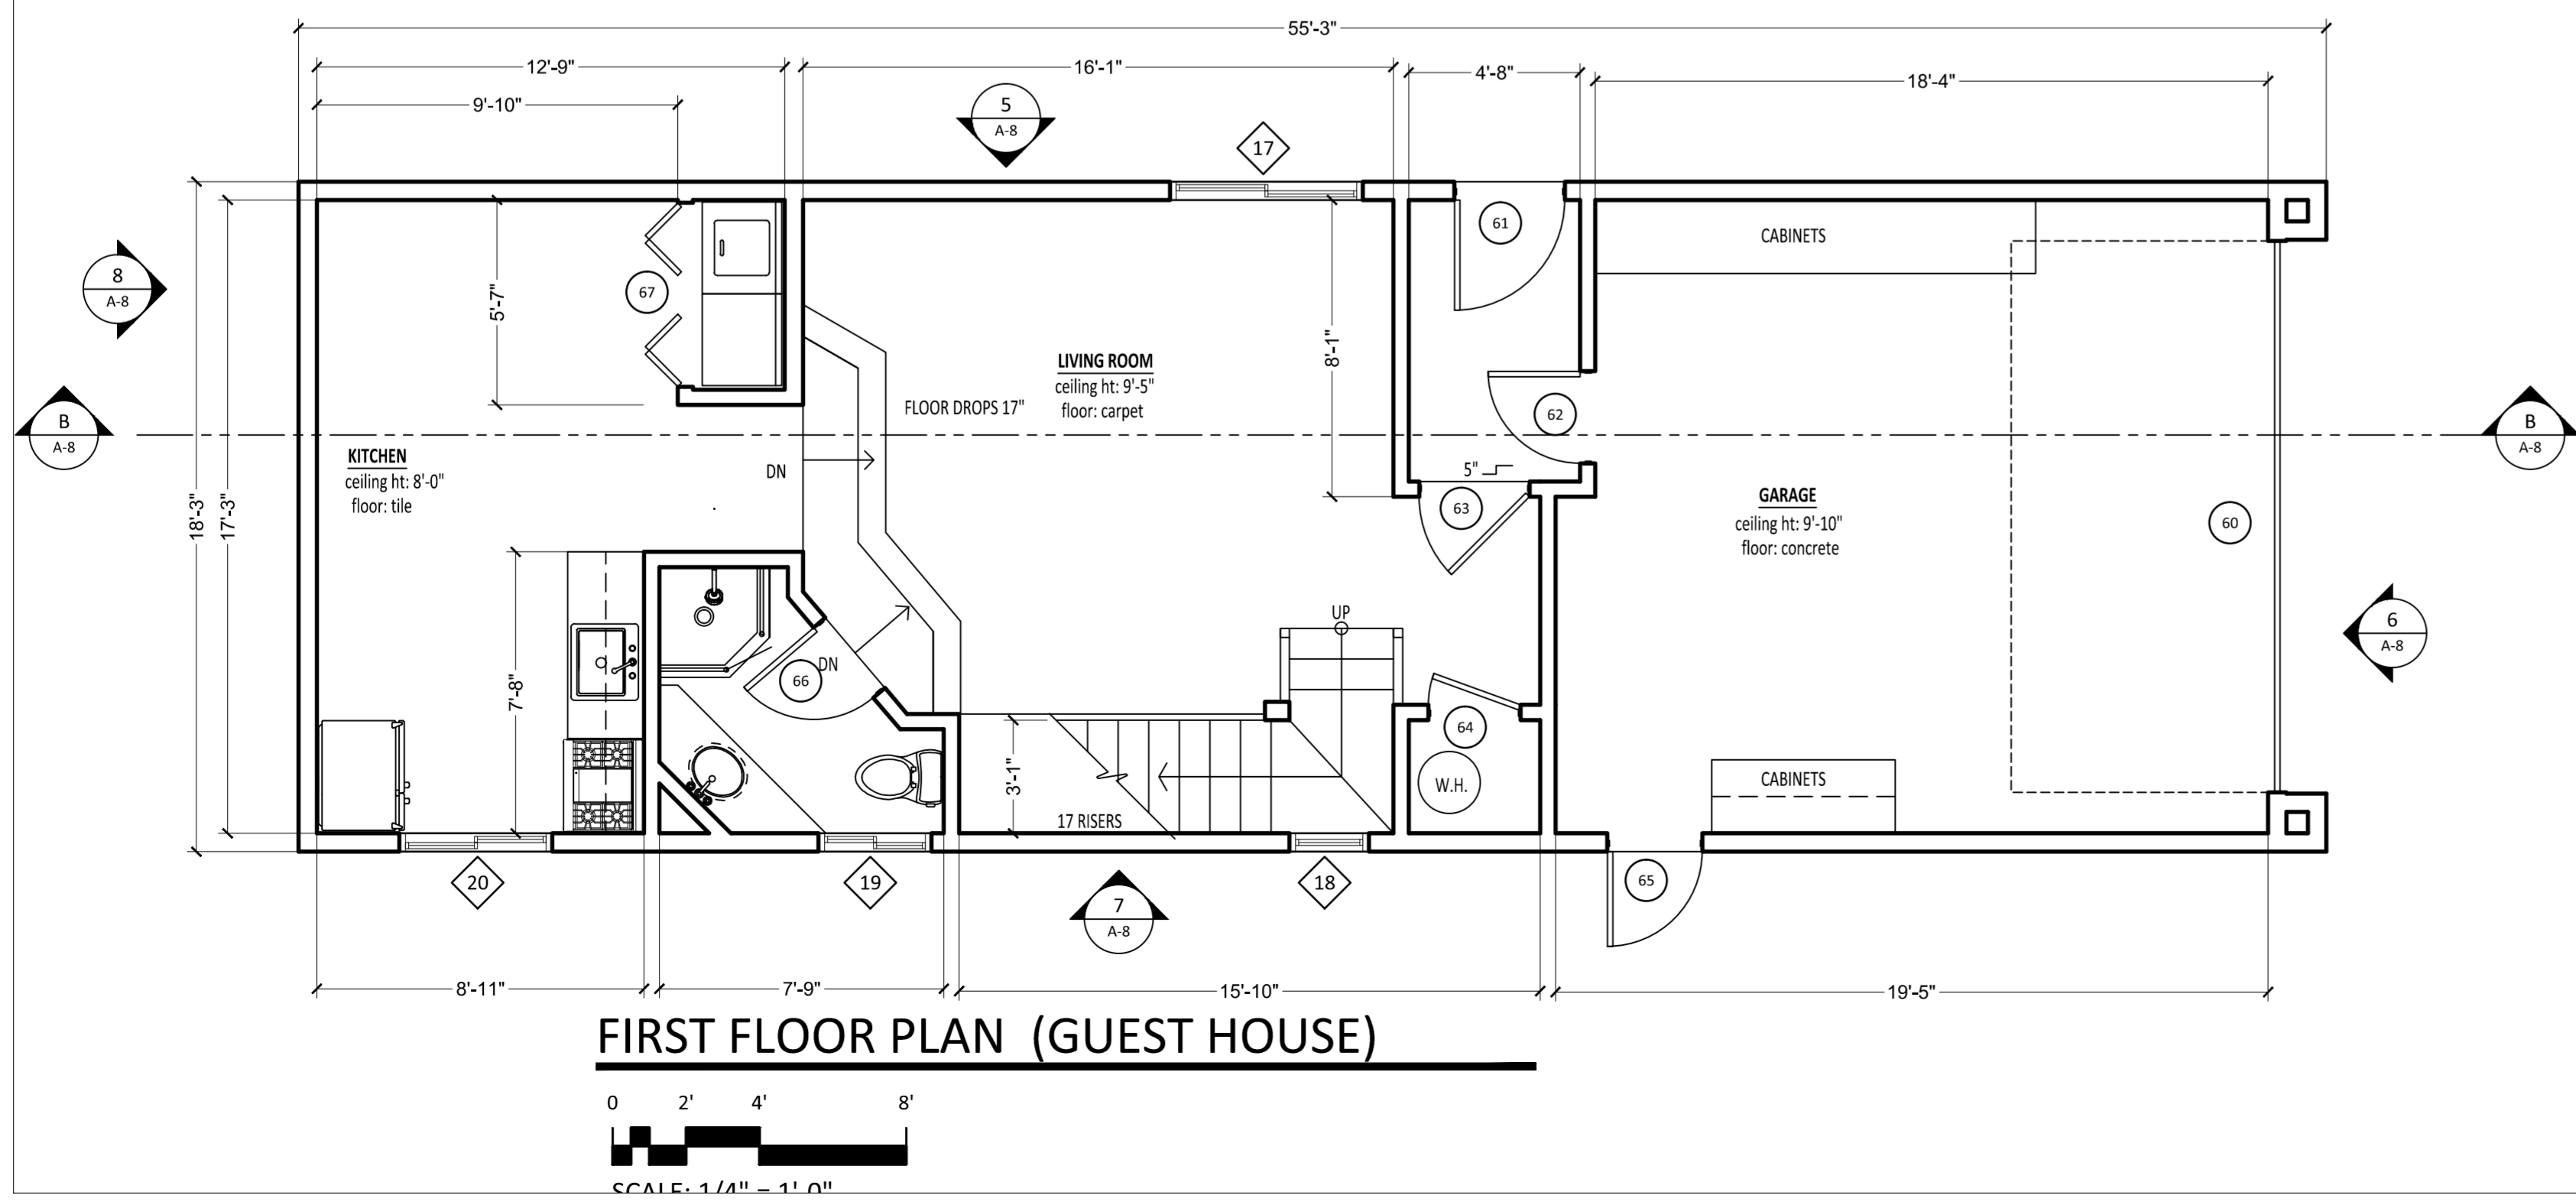 55'-3"
12'-9"
16'-1"
4'-8"
18'-4"
9'-10"
5
A-8
17
61
CABINETS
8
A-8
67
5'-7"
LIVING ROOM
ceiling ht: 9'-5"
floor: carpet
8'-1"
FLOOR DROPS 17"
62
B
A-8
B
A-8
KITCHEN
ceiling ht: 8'-0"
floor: tile
DN
5"
63
GARAGE
ceiling ht: 9'-10"
floor: concrete
60
18'-3"
17'-3"
UP
6
A-8
7'-8"
66
DN
64
W.H.
3'-1"
17 RISERS
CABINETS
20
19
7
A-8
18
65
8'-11"
7'-9"
15'-10"
19'-5"
FIRST FLOOR PLAN (GUEST HOUSE)
0 2' 4' 8'
SCALE: 1/4" = 1'-0"